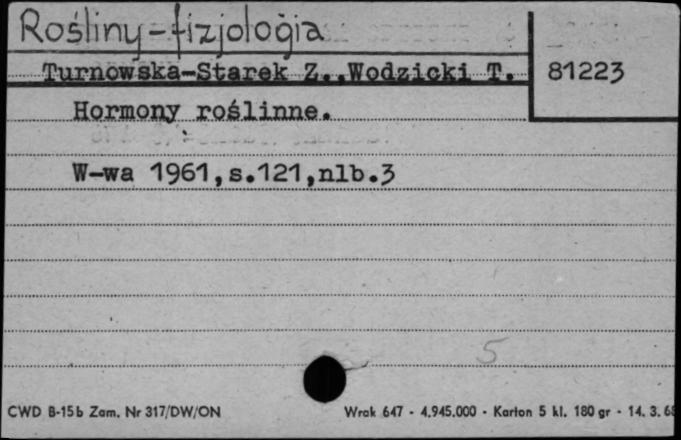 Rośliny-fizjologia
Turnowska-Starek Z., Wodzicki T. 81223
Hormony roślinne.
W-wa 1961,s.121,nlb.3
5
CWD B-15b Zam. Nr 317/DW/ON Wrak 647 - 4.945.000 - Karton 5 kl. 180 gr - 14. 3. 68